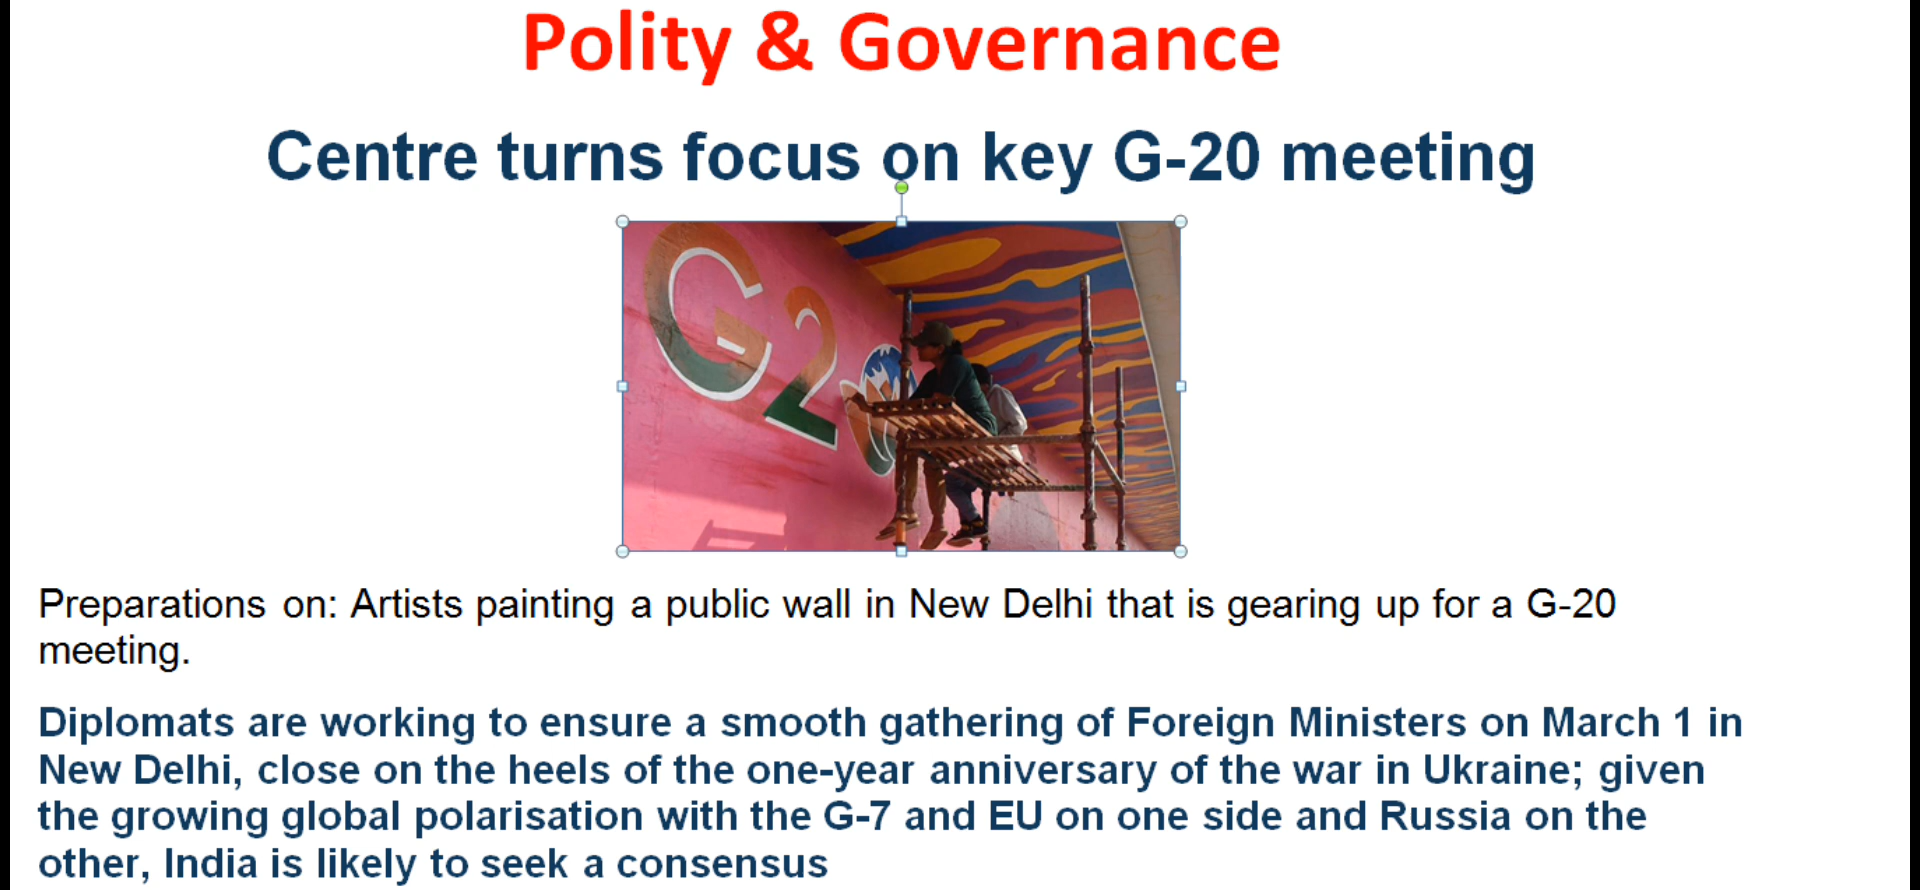 Polity & Governance
Centre turns focus on key G-20 meeting
G20
Preparations on: Artists painting a public wall in New Delhi that is gearing up for a G-20
meeting.
Diplomats are working to ensure a smooth gathering of Foreign Ministers on March 1 in
New Delhi, close on the heels of the one-year anniversary of the war in Ukraine; given
the growing global polarisation with the G-7 and EU on one side and Russia on the
other, India is likely to seek a consensus